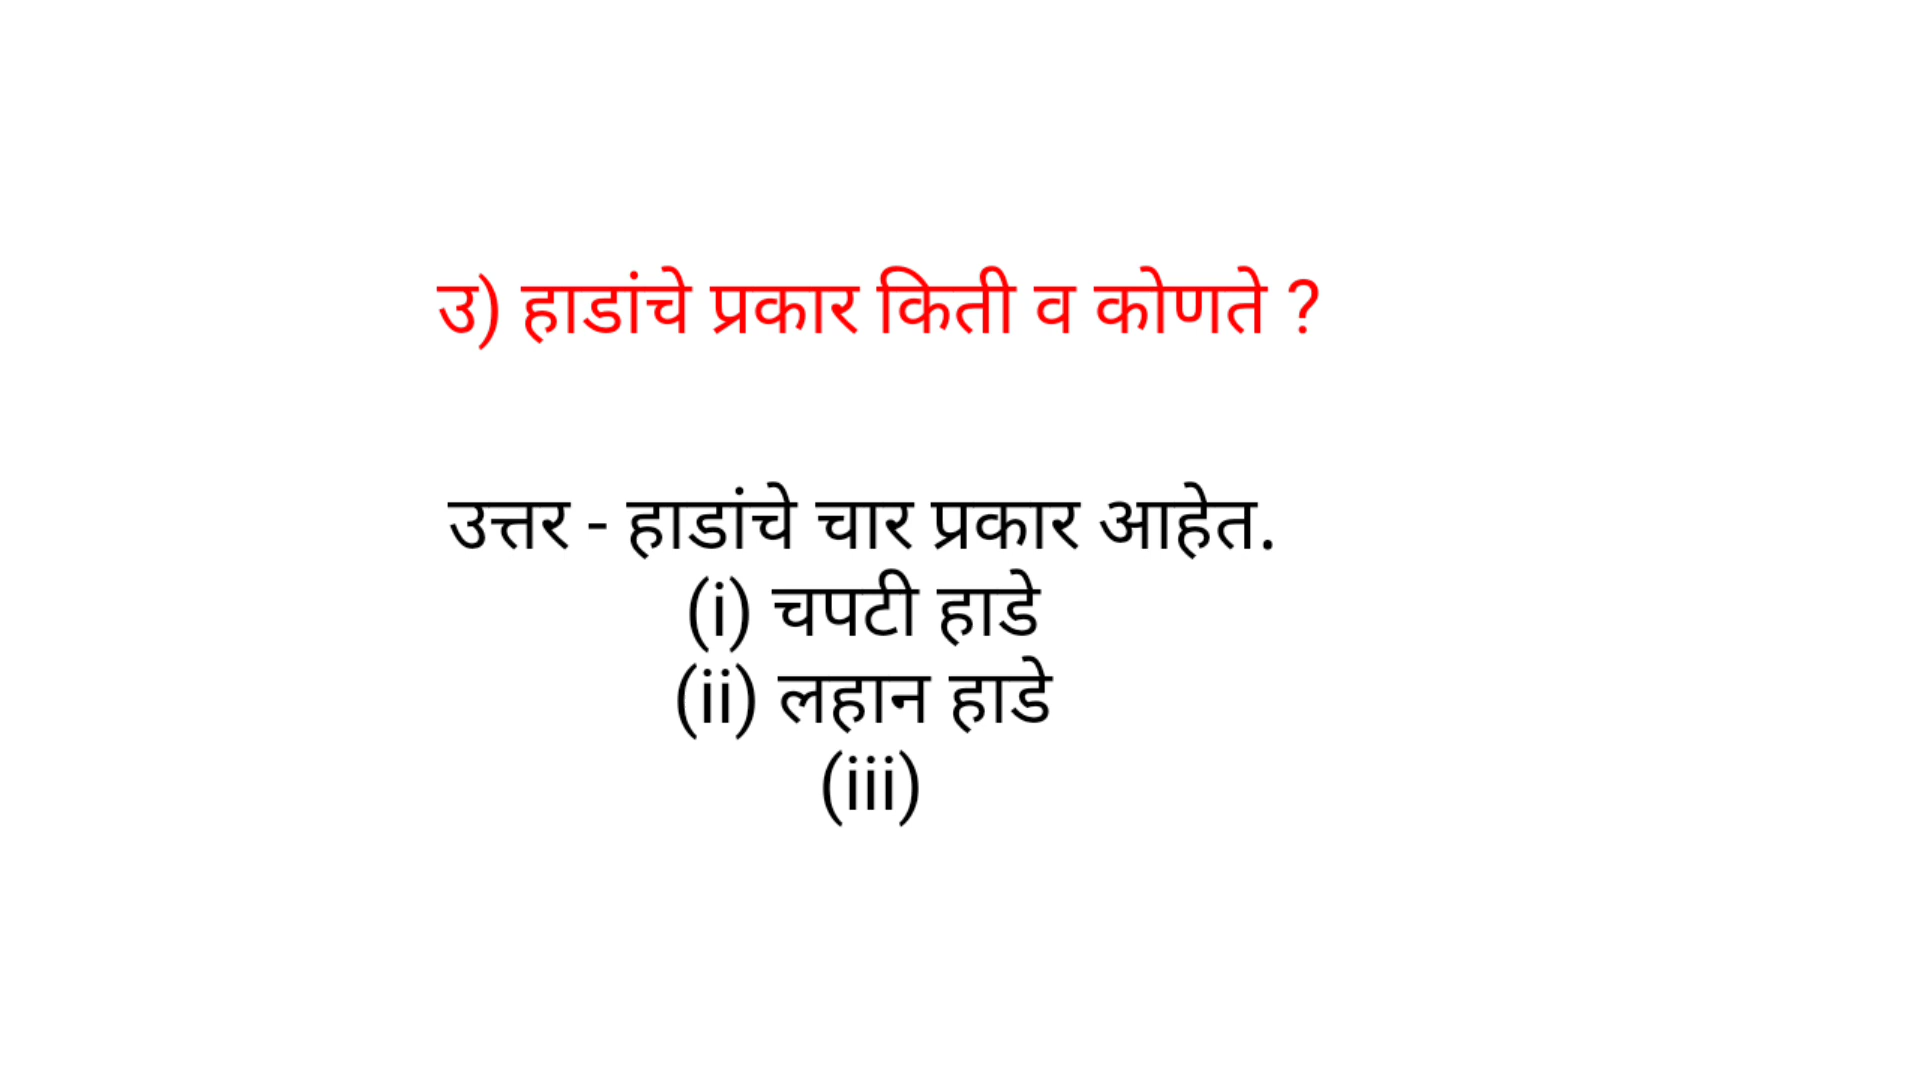 उ) हाडांचे प्रकार किती व कोणते ?
उत्तर - हाडांचे चार प्रकार आहेत.
(i) चपटी हाडे
(ii) लहान हाडे
(iii)